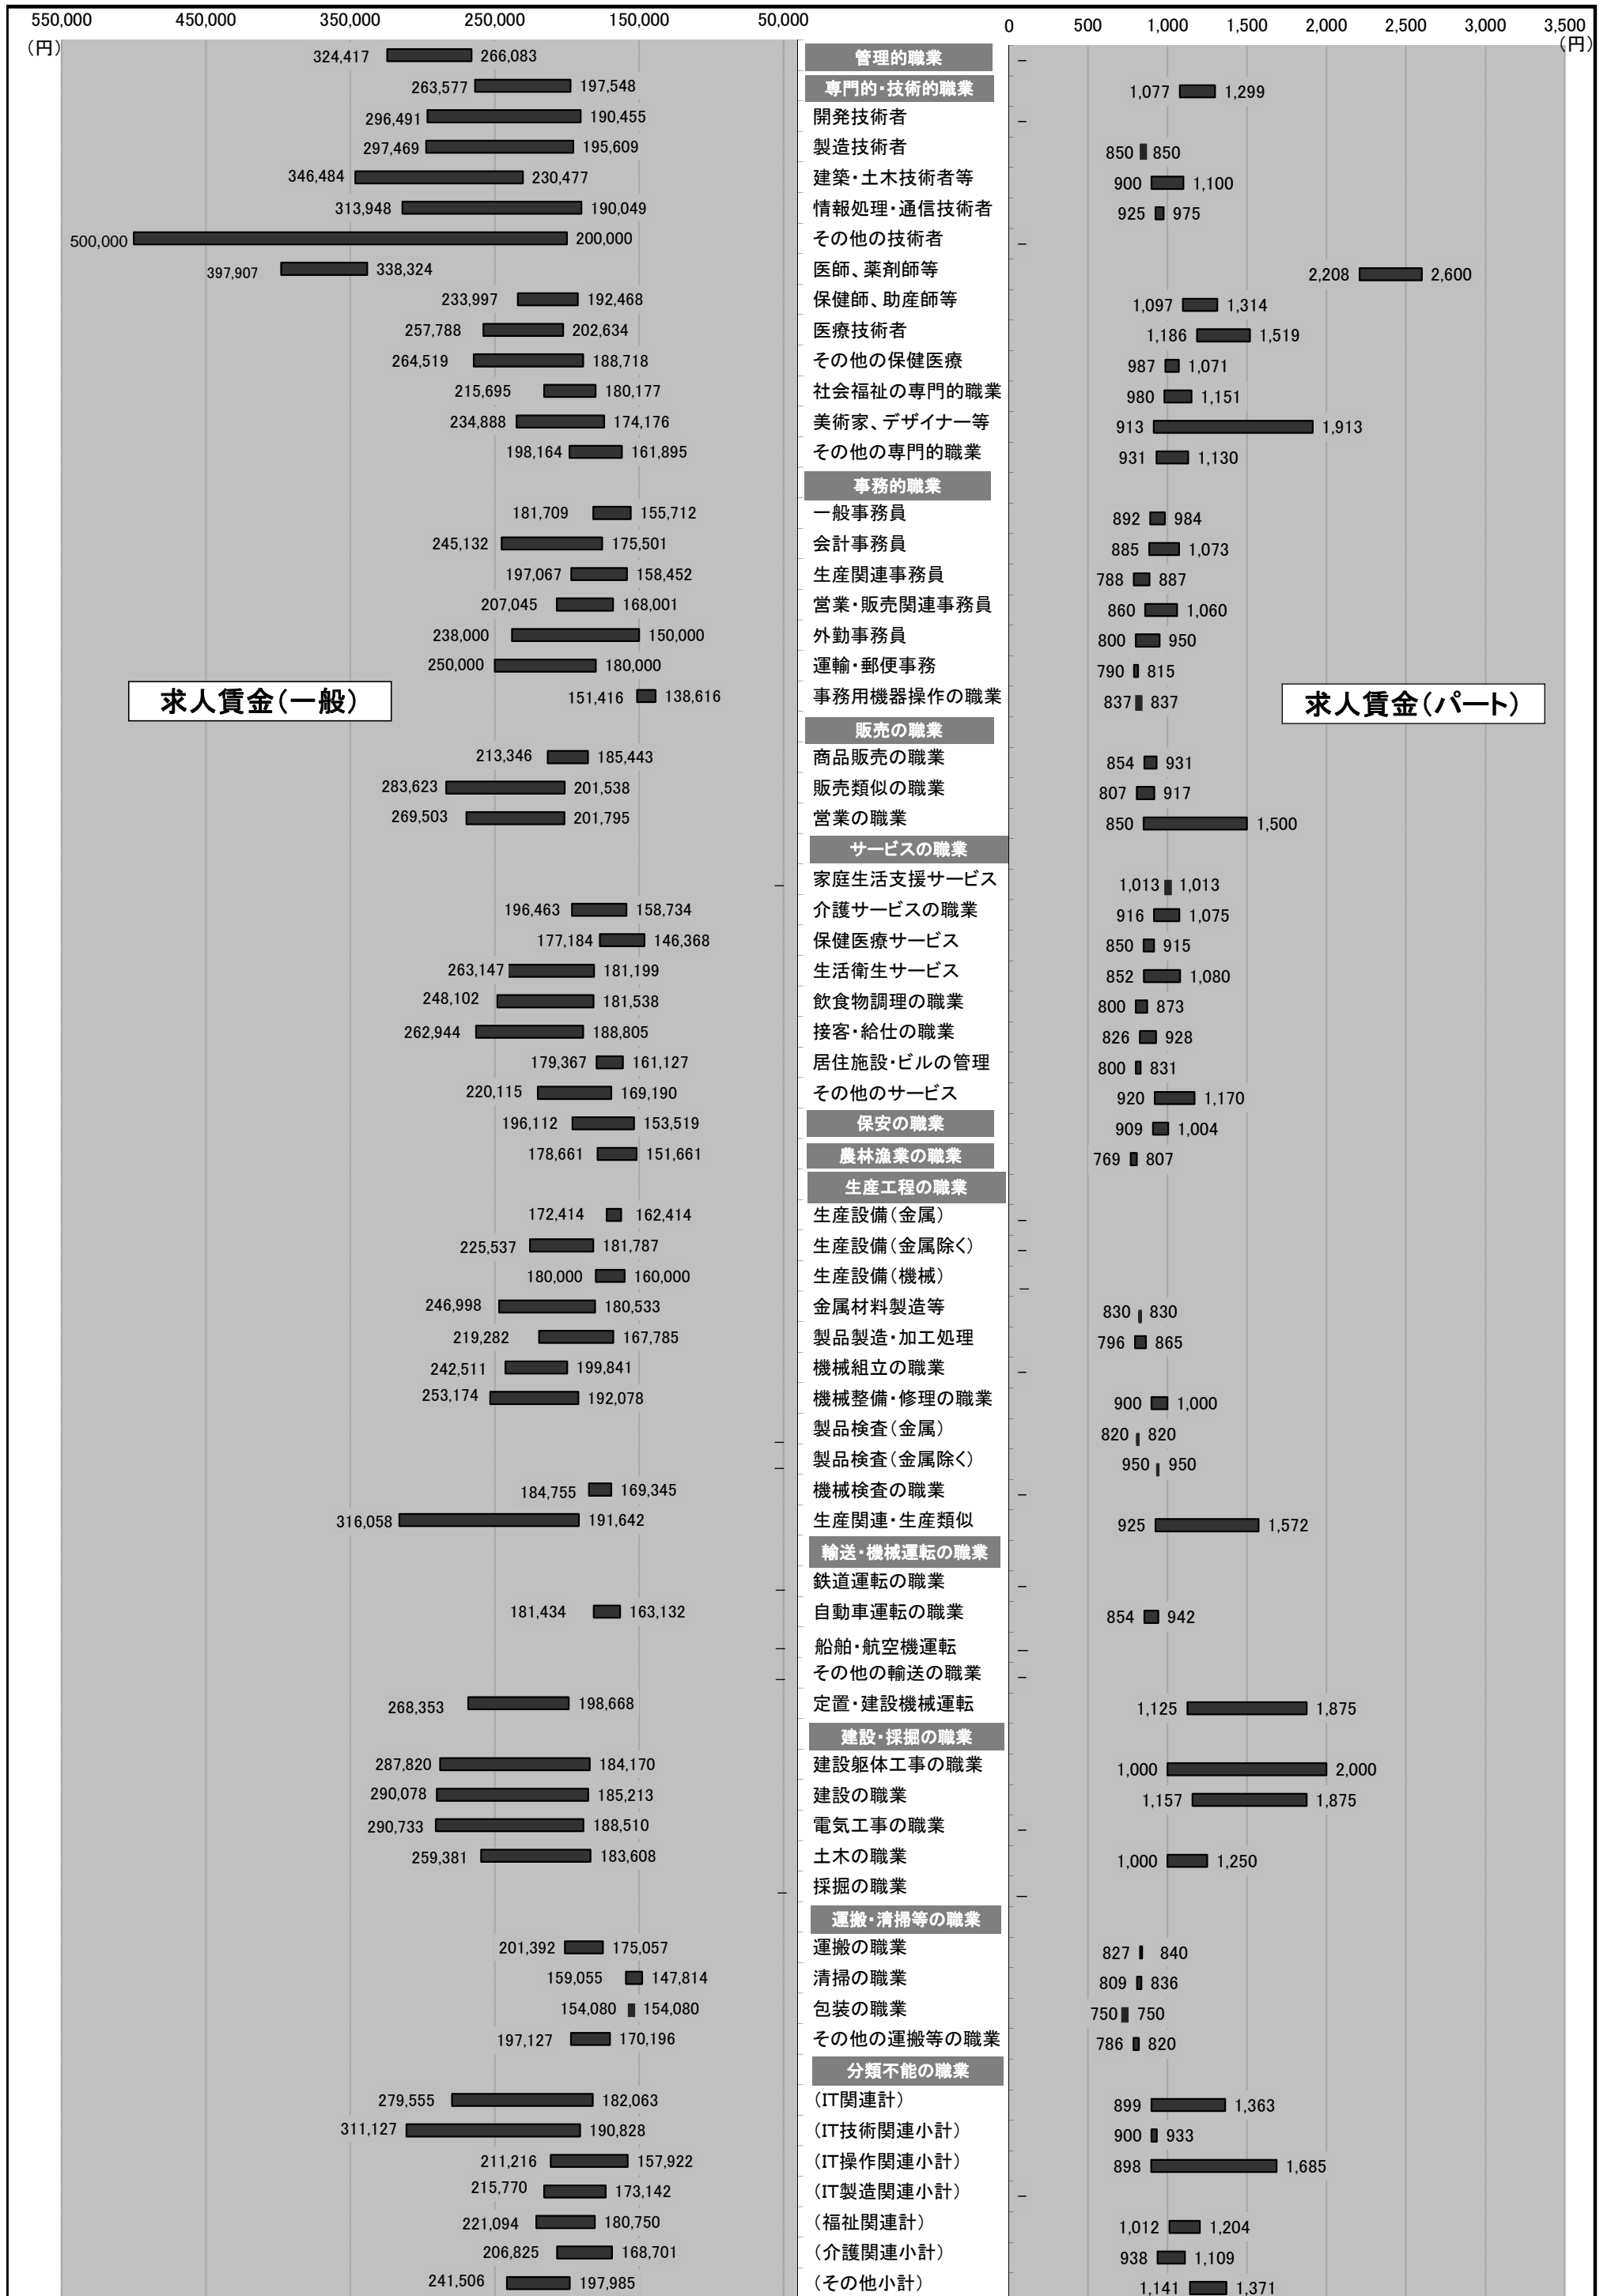 550,000 450,000 350,000 250,000 150,000 50,000 0 500 1,000 1,500 2,000 2,500 3,000 3,500
(円) (円)
324,417 266,083 管理的職業 –
263,577 197,548 専門的・技術的職業 1,077 1,299
296,491 190,455 開発技術者 –
297,469 195,609 製造技術者 850 850
346,484 230,477 建築・土木技術者等 900 1,100
313,948 190,049 情報処理・通信技術者 925 975
500,000 200,000 その他の技術者 –
397,907 338,324 医師、薬剤師等 2,208 2,600
233,997 192,468 保健師、助産師等 1,097 1,314
257,788 202,634 医療技術者 1,186 1,519
264,519 188,718 その他の保健医療 987 1,071
215,695 180,177 社会福祉の専門的職業 980 1,151
234,888 174,176 美術家、デザイナー等 913 1,913
198,164 161,895 その他の専門的職業 931 1,130
事務的職業
181,709 155,712 一般事務員 892 984
245,132 175,501 会計事務員 885 1,073
197,067 158,452 生産関連事務員 788 887
207,045 168,001 営業・販売関連事務員 860 1,060
238,000 150,000 外勤事務員 800 950
250,000 180,000 運輸・郵便事務 790 815
求人賃金(一般) 151,416 138,616 事務用機器操作の職業 837 837 求人賃金(パート)
販売の職業
213,346 185,443 商品販売の職業 854 931
283,623 201,538 販売類似の職業 807 917
269,503 201,795 営業の職業 850 1,500
サービスの職業
– 家庭生活支援サービス 1,013 1,013
196,463 158,734 介護サービスの職業 916 1,075
177,184 146,368 保健医療サービス 850 915
263,147 181,199 生活衛生サービス 852 1,080
248,102 181,538 飲食物調理の職業 800 873
262,944 188,805 接客・給仕の職業 826 928
179,367 161,127 居住施設・ビルの管理 800 831
220,115 169,190 その他のサービス 920 1,170
196,112 153,519 保安の職業 909 1,004
178,661 151,661 農林漁業の職業 769 807
生産工程の職業
172,414 162,414 生産設備(金属) –
225,537 181,787 生産設備(金属除く) –
180,000 160,000 生産設備(機械) –
246,998 180,533 金属材料製造等 830 830
219,282 167,785 製品製造・加工処理 796 865
242,511 199,841 機械組立の職業 –
253,174 192,078 機械整備・修理の職業 900 1,000
– 製品検査(金属) 820 820
– 製品検査(金属除く) 950 950
184,755 169,345 機械検査の職業 –
316,058 191,642 生産関連・生産類似 925 1,572
輸送・機械運転の職業
– 鉄道運転の職業 –
181,434 163,132 自動車運転の職業 854 942
– 船舶・航空機運転 –
– その他の輸送の職業 –
268,353 198,668 定置・建設機械運転 1,125 1,875
建設・採掘の職業
287,820 184,170 建設躯体工事の職業 1,000 2,000
290,078 185,213 建設の職業 1,157 1,875
290,733 188,510 電気工事の職業 –
259,381 183,608 土木の職業 1,000 1,250
– 採掘の職業 –
運搬・清掃等の職業
201,392 175,057 運搬の職業 827 840
159,055 147,814 清掃の職業 809 836
154,080 154,080 包装の職業 750 750
197,127 170,196 その他の運搬等の職業 786 820
分類不能の職業
279,555 182,063 (IT関連計) 899 1,363
311,127 190,828 (IT技術関連小計) 900 933
211,216 157,922 (IT操作関連小計) 898 1,685
215,770 173,142 (IT製造関連小計) –
221,094 180,750 (福祉関連計) 1,012 1,204
206,825 168,701 (介護関連小計) 938 1,109
241,506 197,985 (その他小計) 1,141 1,371